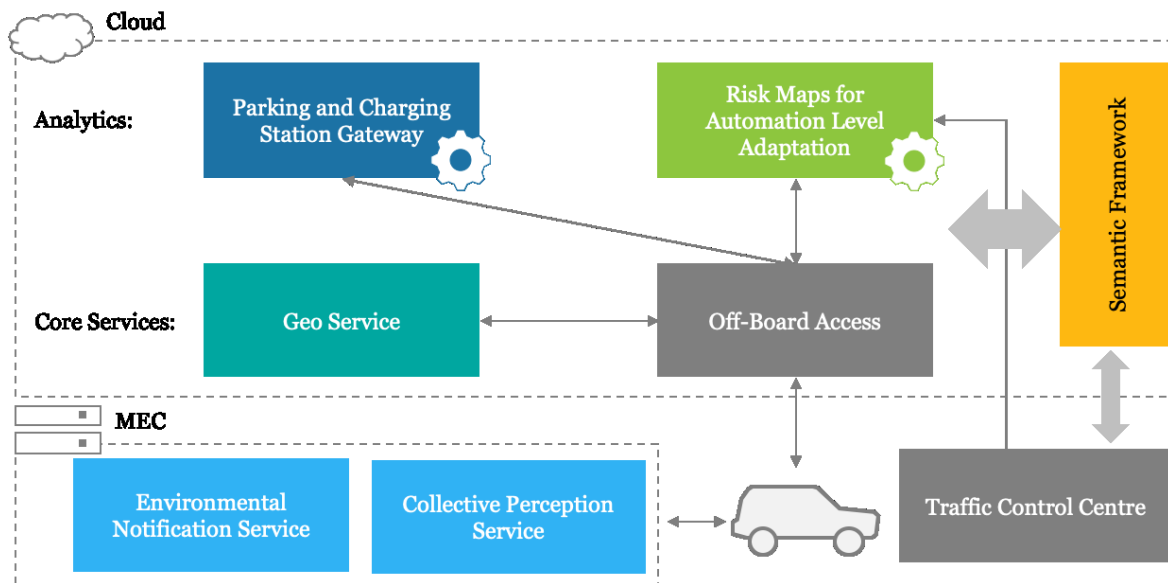 Cloud
Analytics:
Parking and Charging
Station Gateway
Risk Maps for
Automation Level
Adaptation
Semantic Framework
Core Services:
Geo Service
Off-Board Access
MEC
Environmental
Notification Service
Collective Perception
Service
Traffic Control Centre